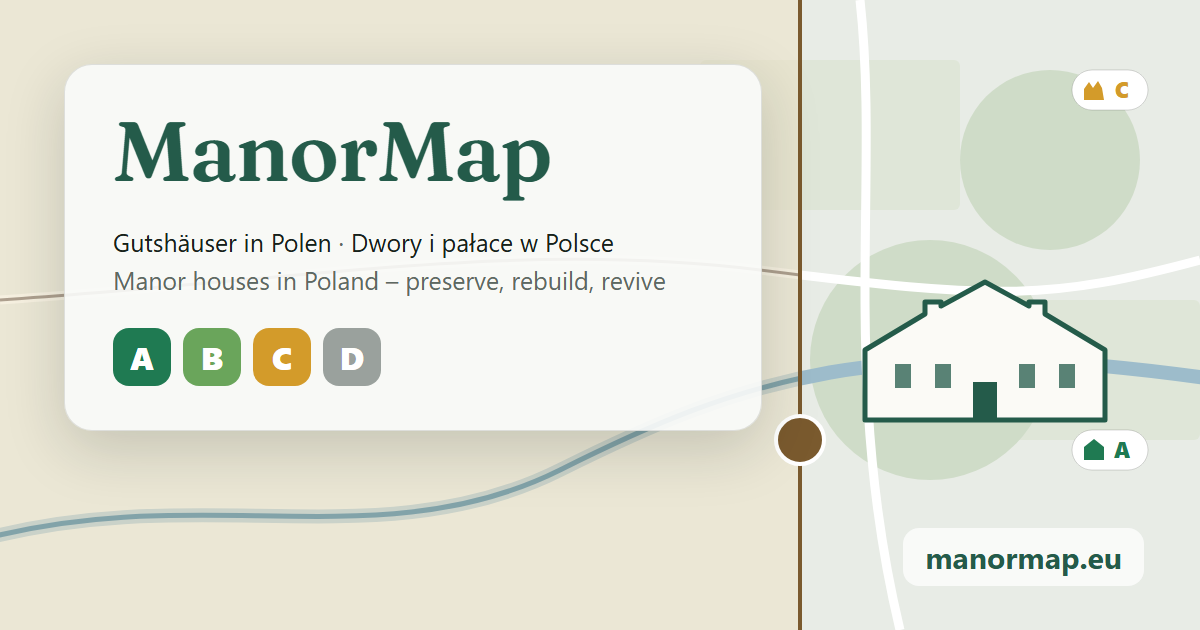 ManorMap
Gutshäuser in Polen · Dwory i pałace w Polsce
Manor houses in Poland – preserve, rebuild, revive
A B C D
C
A
manormap.eu